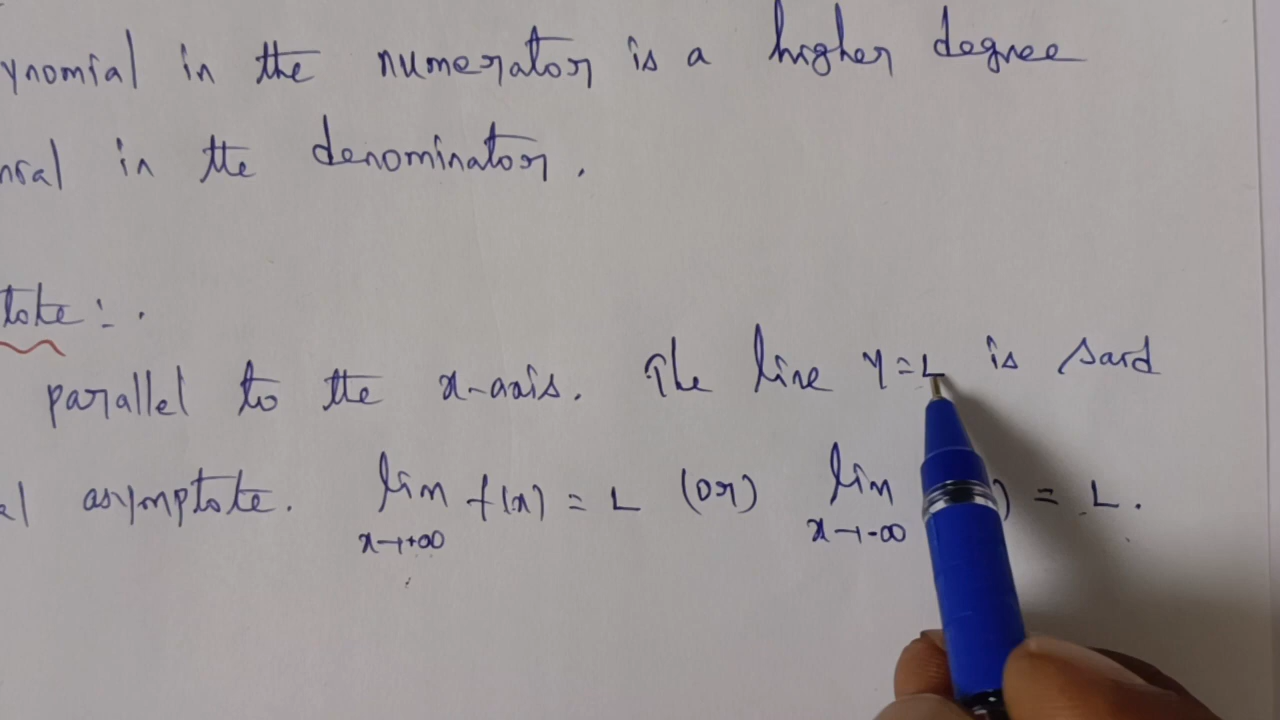 ynomial in the numerator is a higher degree
in the denominator.
tote:-.
parallel to the x-axis. The line y=L is said
al asymptote. lim f(x) = L (or) lim ) = L.
x→+∞ x→-∞